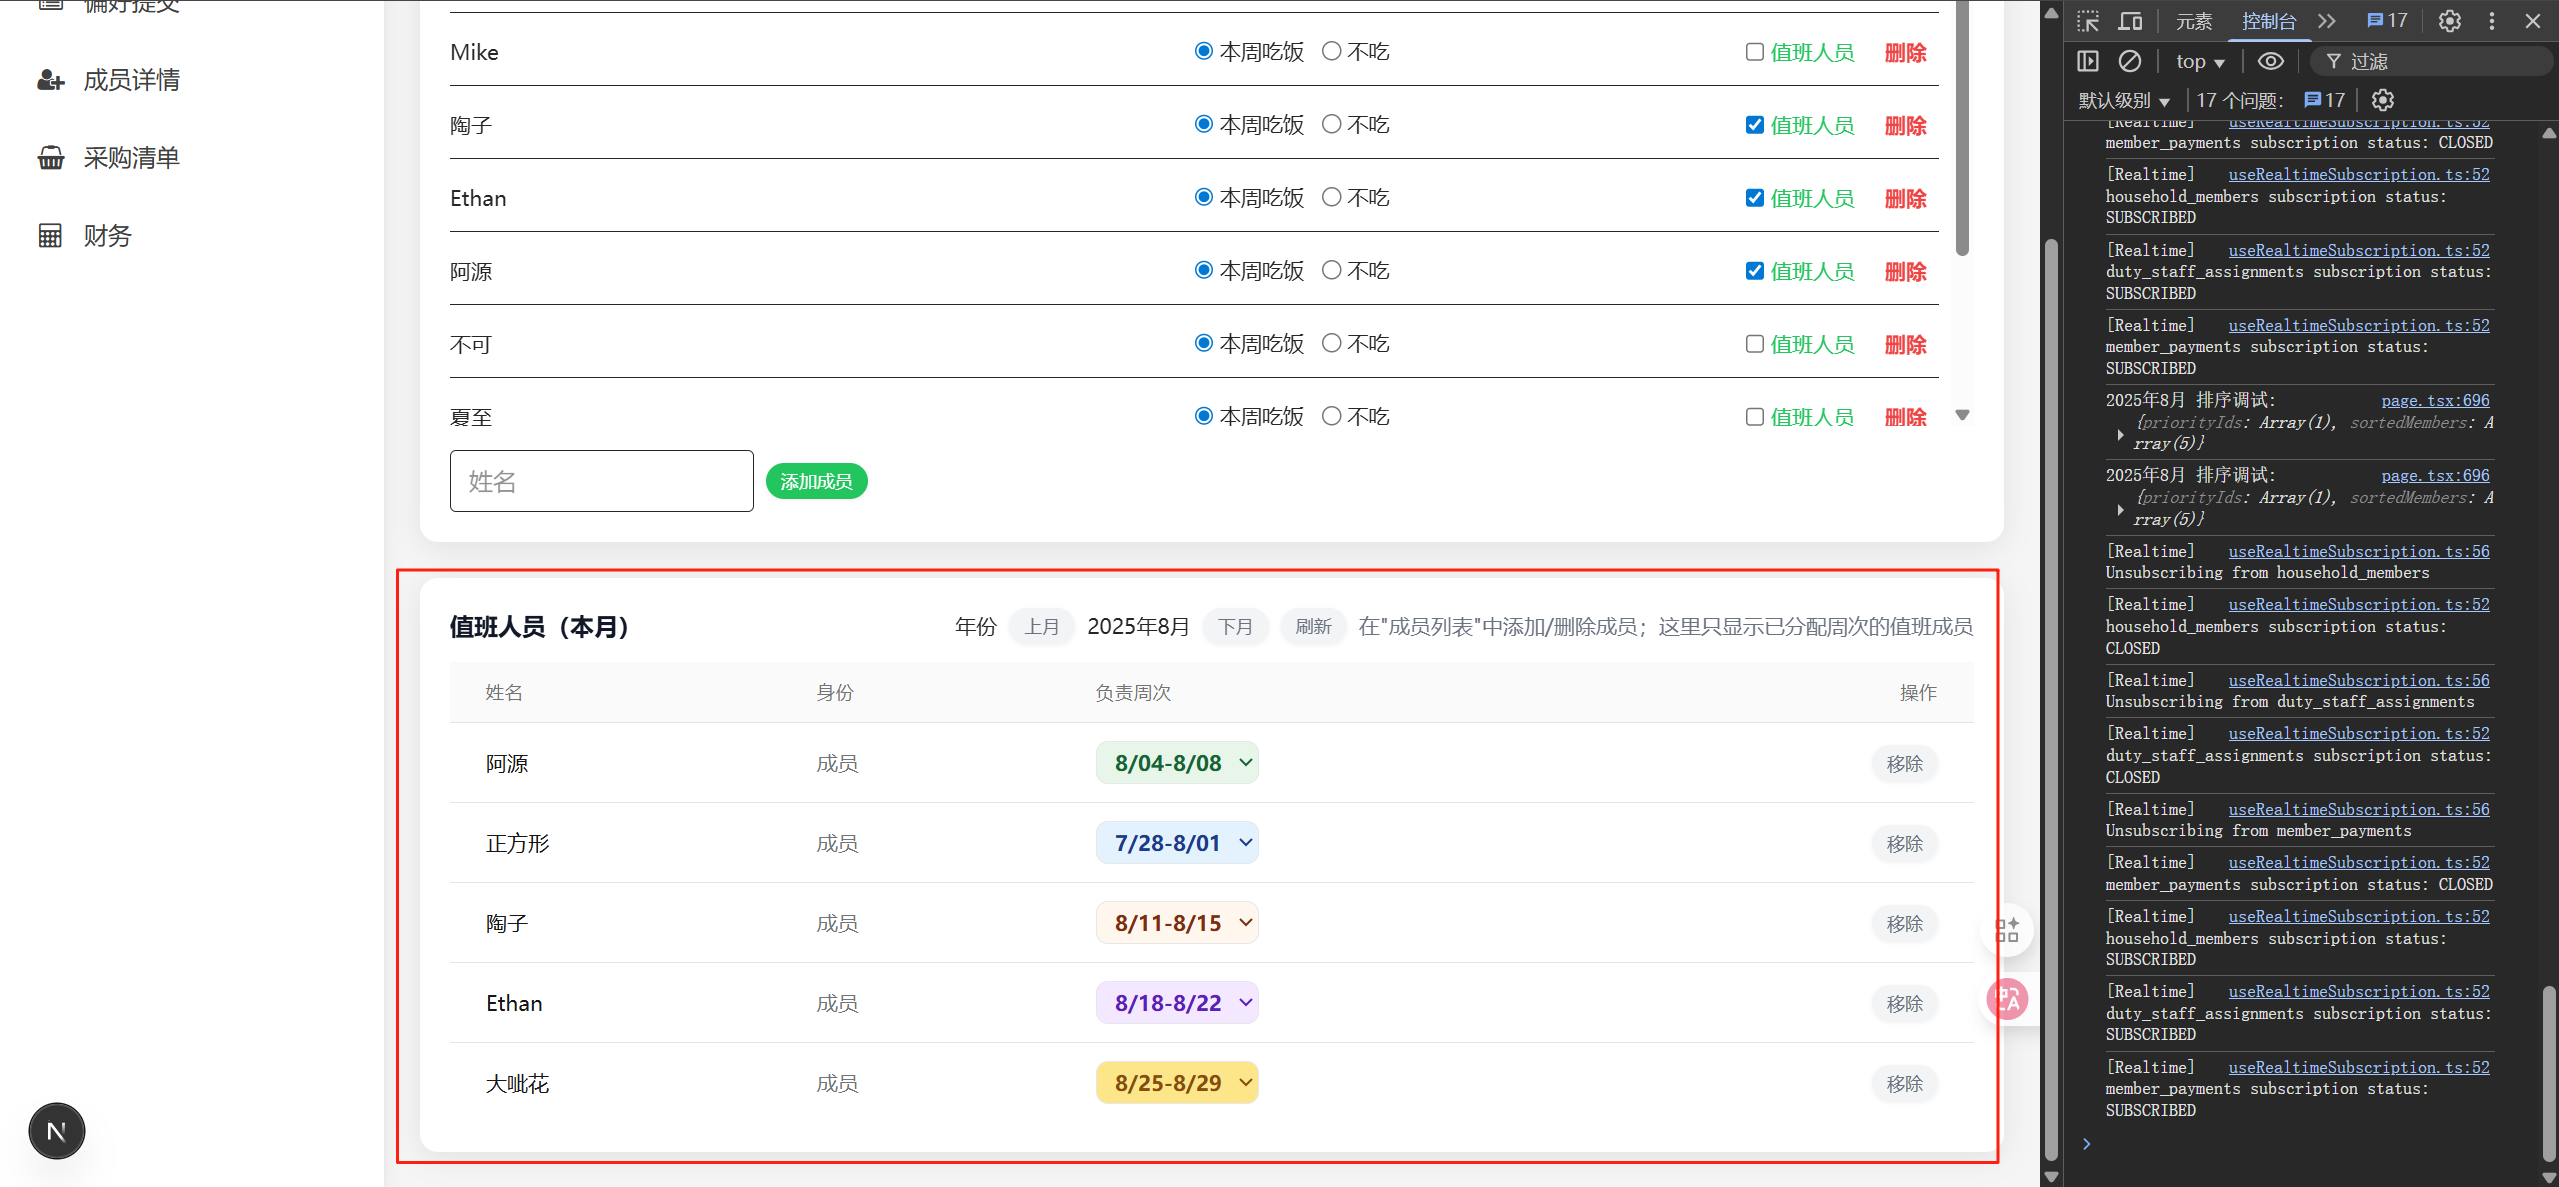 偏好提交
成员详情
采购清单
财务
Mike 本周吃饭 不吃 值班人员 删除
陶子 本周吃饭 不吃 值班人员 删除
Ethan 本周吃饭 不吃 值班人员 删除
阿源 本周吃饭 不吃 值班人员 删除
不可 本周吃饭 不吃 值班人员 删除
夏至 本周吃饭 不吃 值班人员 删除
姓名 添加成员
值班人员（本月） 年份 上月 2025年8月 下月 刷新 在"成员列表"中添加/删除成员；这里只显示已分配周次的值班成员
姓名 身份 负责周次 操作
阿源 成员 8/04-8/08 移除
正方形 成员 7/28-8/01 移除
陶子 成员 8/11-8/15 移除
Ethan 成员 8/18-8/22 移除
大呲花 成员 8/25-8/29 移除
N
元素 控制台 17
top 过滤
默认级别 17 个问题: 17
[Realtime] useRealtimeSubscription.ts:52
member_payments subscription status: CLOSED
[Realtime] useRealtimeSubscription.ts:52
household_members subscription status:
SUBSCRIBED
[Realtime] useRealtimeSubscription.ts:52
duty_staff_assignments subscription status:
SUBSCRIBED
[Realtime] useRealtimeSubscription.ts:52
member_payments subscription status:
SUBSCRIBED
2025年8月 排序调试: page.tsx:696
{priorityIds: Array(1), sortedMembers: A
rray(5)}
2025年8月 排序调试: page.tsx:696
{priorityIds: Array(1), sortedMembers: A
rray(5)}
[Realtime] useRealtimeSubscription.ts:56
Unsubscribing from household_members
[Realtime] useRealtimeSubscription.ts:52
household_members subscription status:
CLOSED
[Realtime] useRealtimeSubscription.ts:56
Unsubscribing from duty_staff_assignments
[Realtime] useRealtimeSubscription.ts:52
duty_staff_assignments subscription status:
CLOSED
[Realtime] useRealtimeSubscription.ts:56
Unsubscribing from member_payments
[Realtime] useRealtimeSubscription.ts:52
member_payments subscription status: CLOSED
[Realtime] useRealtimeSubscription.ts:52
household_members subscription status:
SUBSCRIBED
[Realtime] useRealtimeSubscription.ts:52
duty_staff_assignments subscription status:
SUBSCRIBED
[Realtime] useRealtimeSubscription.ts:52
member_payments subscription status:
SUBSCRIBED